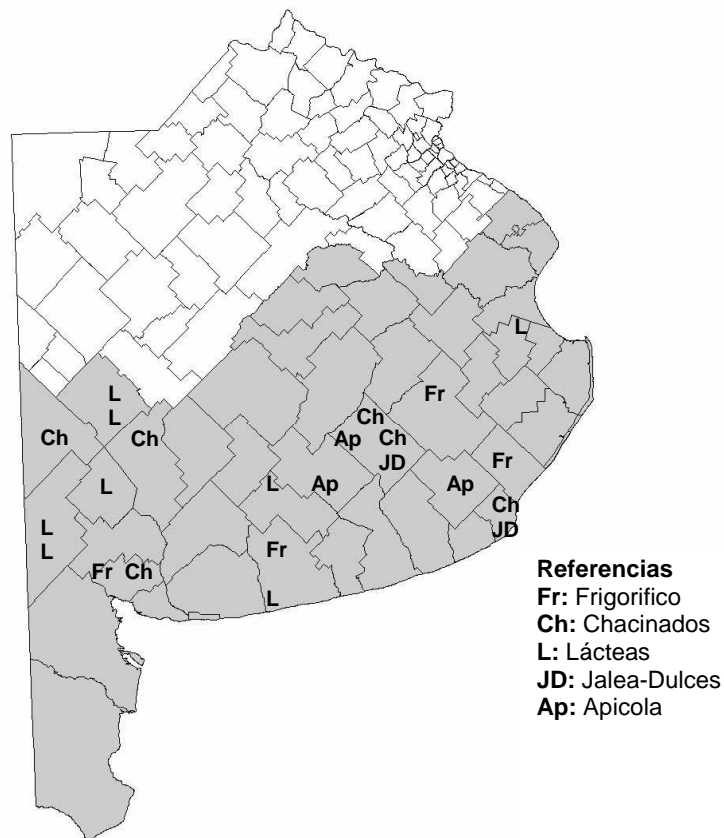 L
L
L
Fr
Ch
Ch
Ch
Ap
Ch
JD
Fr
L
L
Ap
Ap
Ch
JD
L
L
Fr
Fr
Ch
L
Referencias
Fr: Frigorifico
Ch: Chacinados
L: Lácteas
JD: Jalea-Dulces
Ap: Apicola